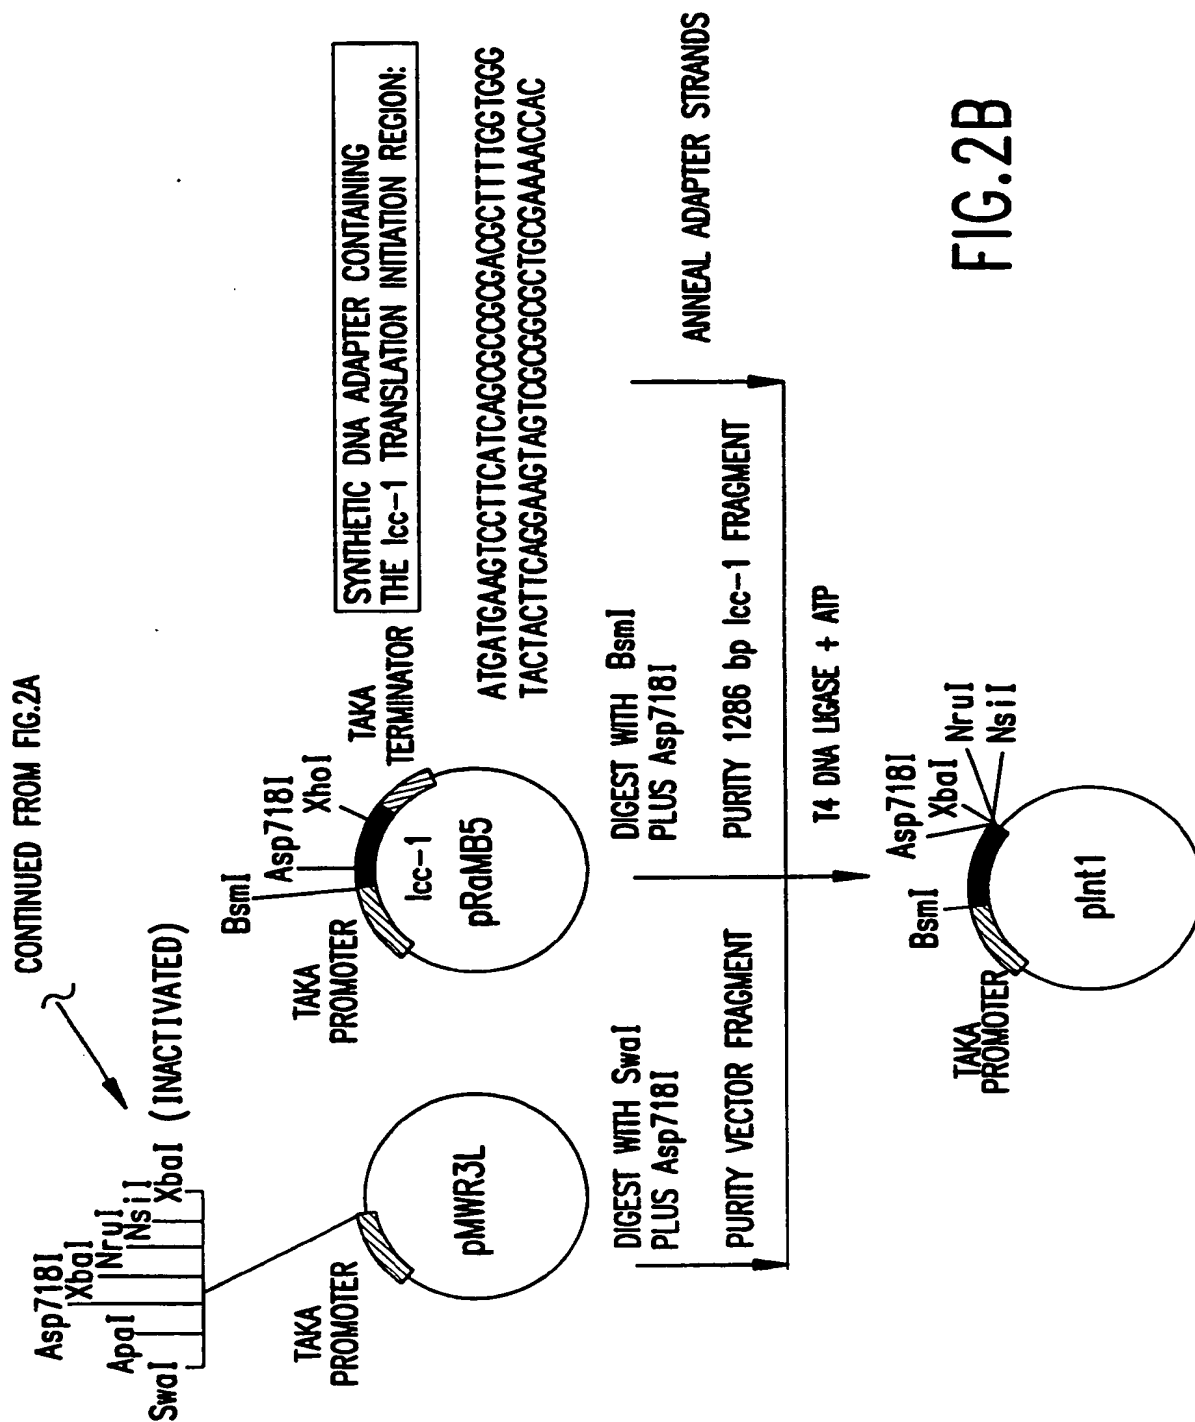 CONTINUED FROM FIG.2A
SwaI
ApaI
Asp718I
XbaI
NruI
NsiI
XbaI (INACTIVATED)
TAKA
PROMOTER
pMWR3L
BsmI
Asp718I
XhoI
TAKA
PROMOTER
TAKA
TERMINATOR
lcc-1
pRaMB5
SYNTHETIC DNA ADAPTER CONTAINING
THE lcc-1 TRANSLATION INITIATION REGION:
ATGATGAAGTCCTTCATCAGCGCCGCGACGCTTTTGGTGGG
TACTACTTCAGGAAGTAGTCGCGGCGCTGCGAAAACCAC
DIGEST WITH SwaI
PLUS Asp718I
PURITY VECTOR FRAGMENT
DIGEST WITH BsmI
PLUS Asp718I
PURITY 1286 bp lcc-1 FRAGMENT
ANNEAL ADAPTER STRANDS
T4 DNA LIGASE + ATP
TAKA
PROMOTER
BsmI
Asp718I
XbaI
NruI
NsiI
pInt1
FIG.2B